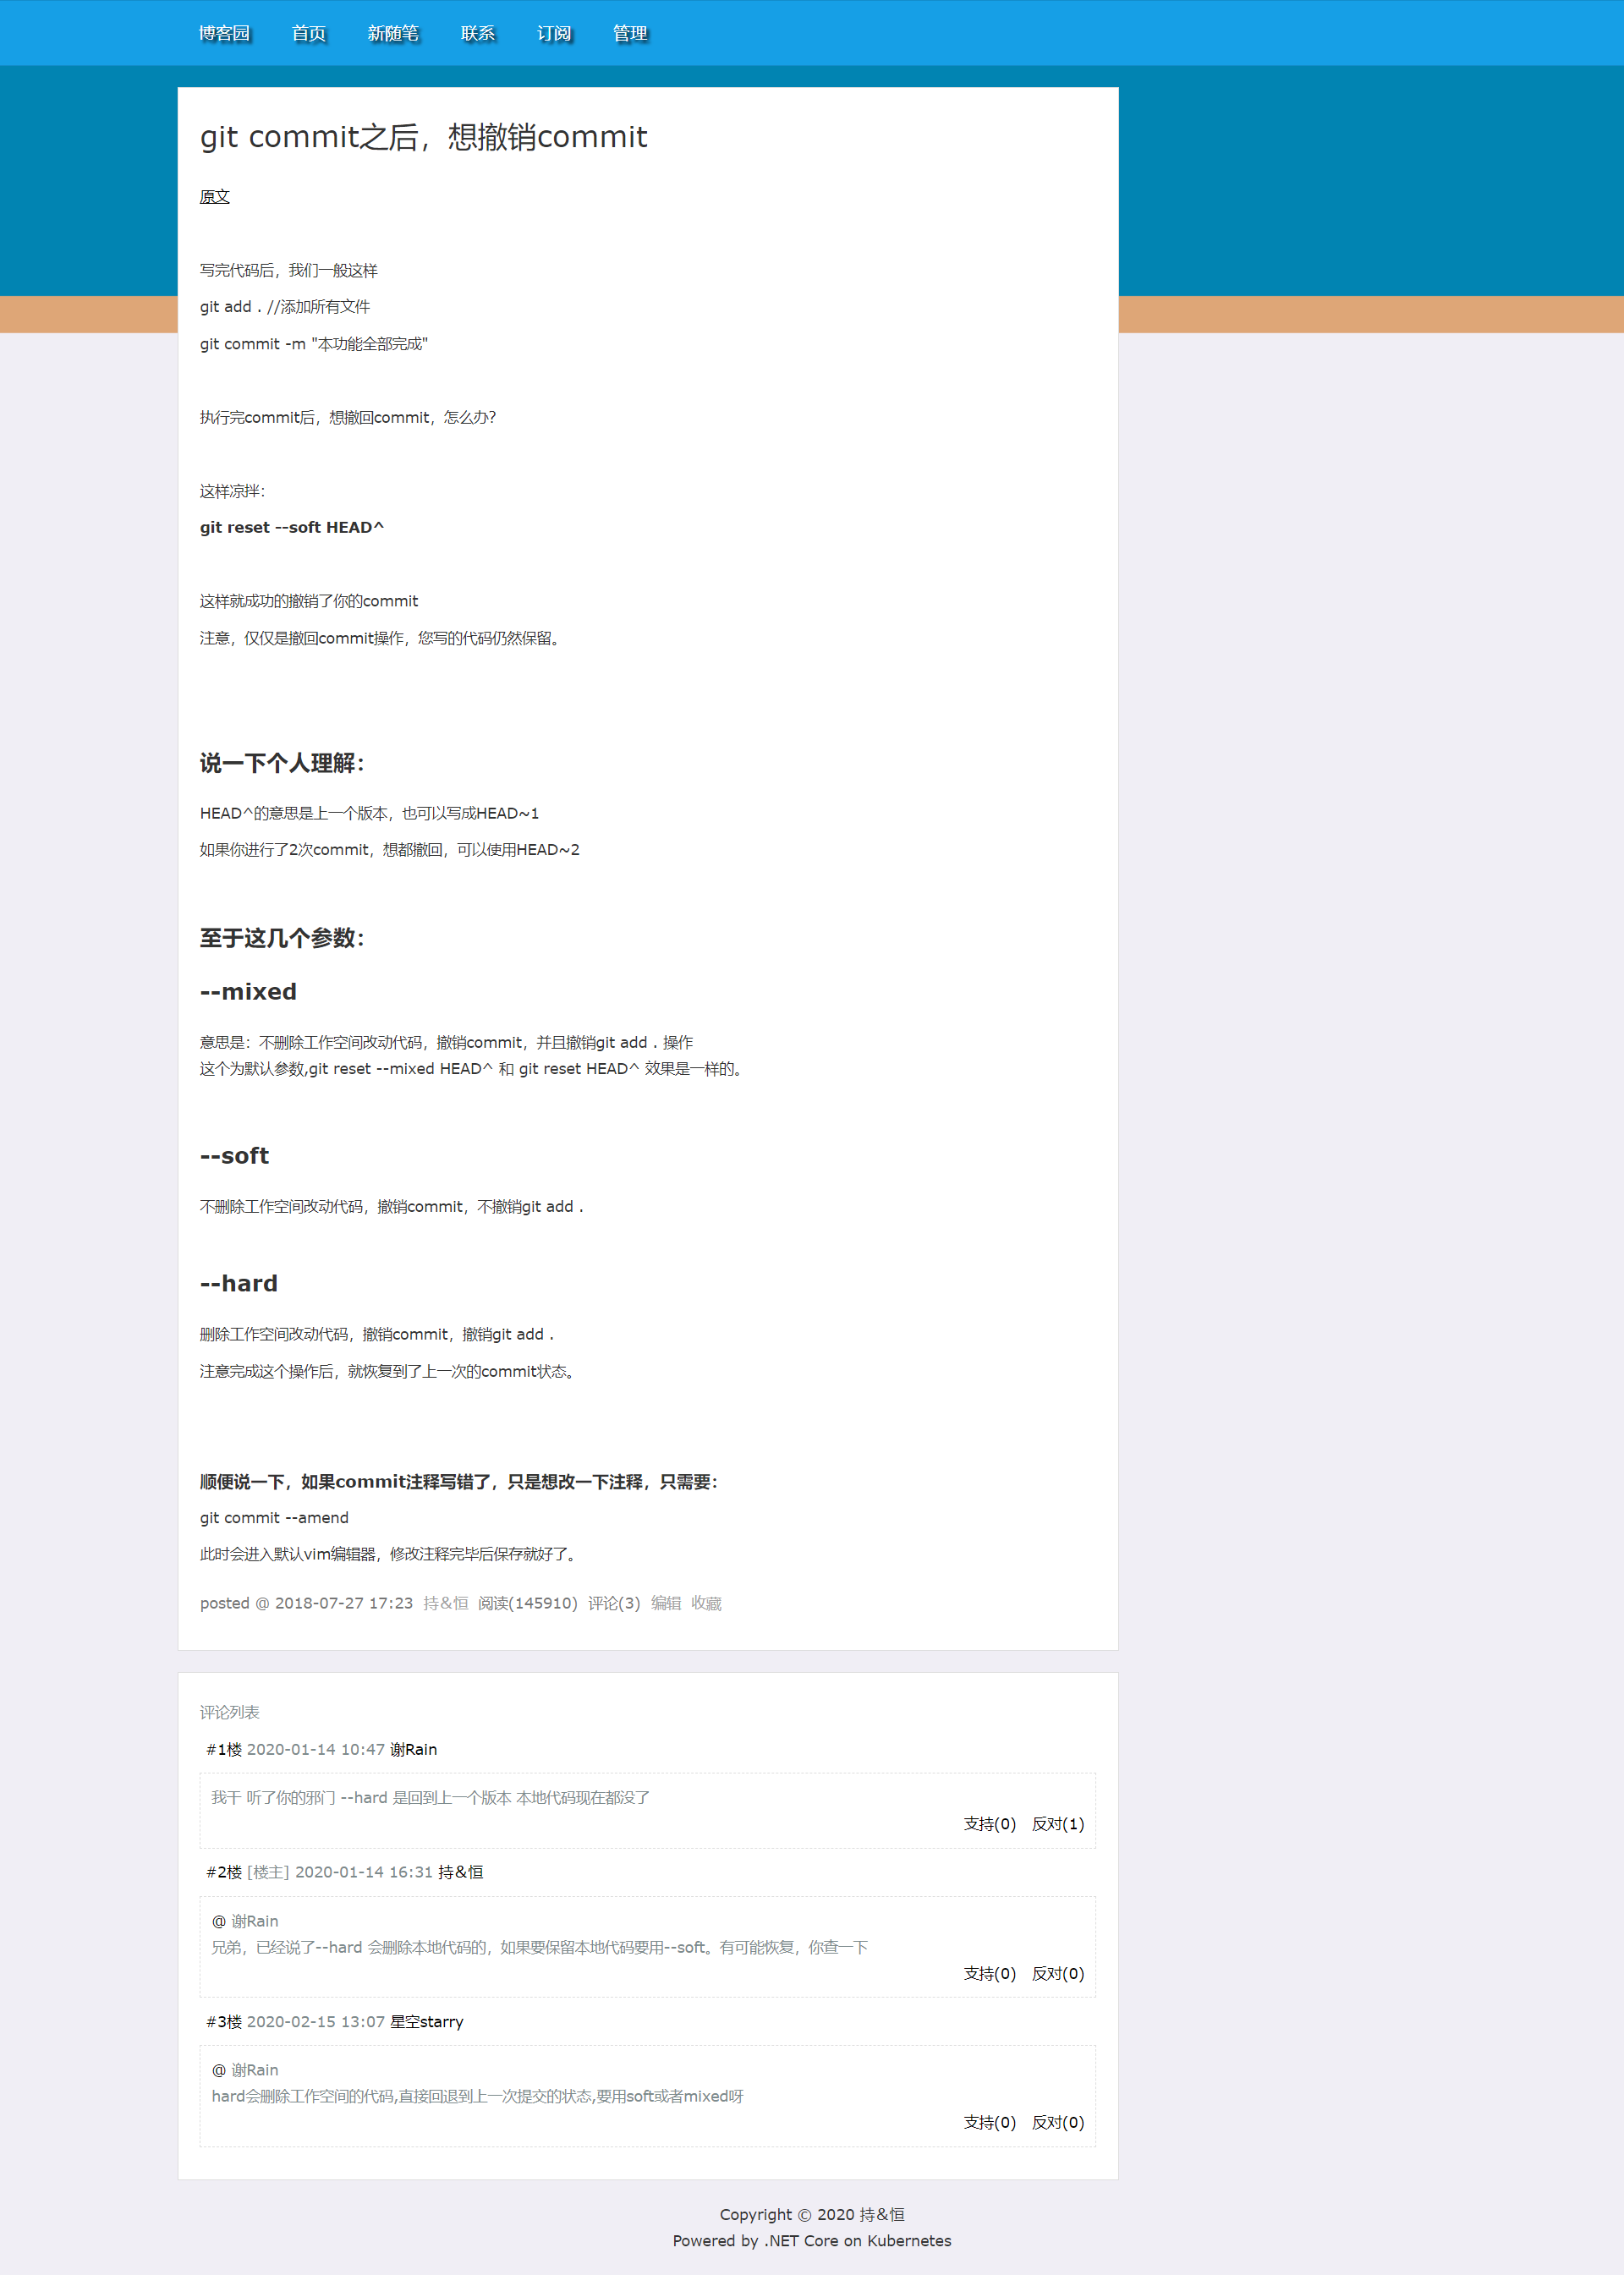 博客园 首页 新随笔 联系 订阅 管理
git commit之后，想撤销commit
原文
写完代码后，我们一般这样
git add . //添加所有文件
git commit -m "本功能全部完成"
执行完commit后，想撤回commit，怎么办？
这样凉拌：
git reset --soft HEAD^
这样就成功的撤销了你的commit
注意，仅仅是撤回commit操作，您写的代码仍然保留。
说一下个人理解：
HEAD^的意思是上一个版本，也可以写成HEAD~1
如果你进行了2次commit，想都撤回，可以使用HEAD~2
至于这几个参数：
--mixed
意思是：不删除工作空间改动代码，撤销commit，并且撤销git add . 操作
这个为默认参数,git reset --mixed HEAD^ 和 git reset HEAD^ 效果是一样的。
--soft
不删除工作空间改动代码，撤销commit，不撤销git add .
--hard
删除工作空间改动代码，撤销commit，撤销git add .
注意完成这个操作后，就恢复到了上一次的commit状态。
顺便说一下，如果commit注释写错了，只是想改一下注释，只需要：
git commit --amend
此时会进入默认vim编辑器，修改注释完毕后保存就好了。
posted @ 2018-07-27 17:23 持&恒 阅读(145910) 评论(3) 编辑 收藏
评论列表
#1楼 2020-01-14 10:47 谢Rain
我干 听了你的邪门 --hard 是回到上一个版本 本地代码现在都没了
支持(0) 反对(1)
#2楼 [楼主] 2020-01-14 16:31 持&恒
@ 谢Rain
兄弟，已经说了--hard 会删除本地代码的，如果要保留本地代码要用--soft。有可能恢复，你查一下
支持(0) 反对(0)
#3楼 2020-02-15 13:07 星空starry
@ 谢Rain
hard会删除工作空间的代码,直接回退到上一次提交的状态,要用soft或者mixed呀
支持(0) 反对(0)
Copyright © 2020 持&恒
Powered by .NET Core on Kubernetes